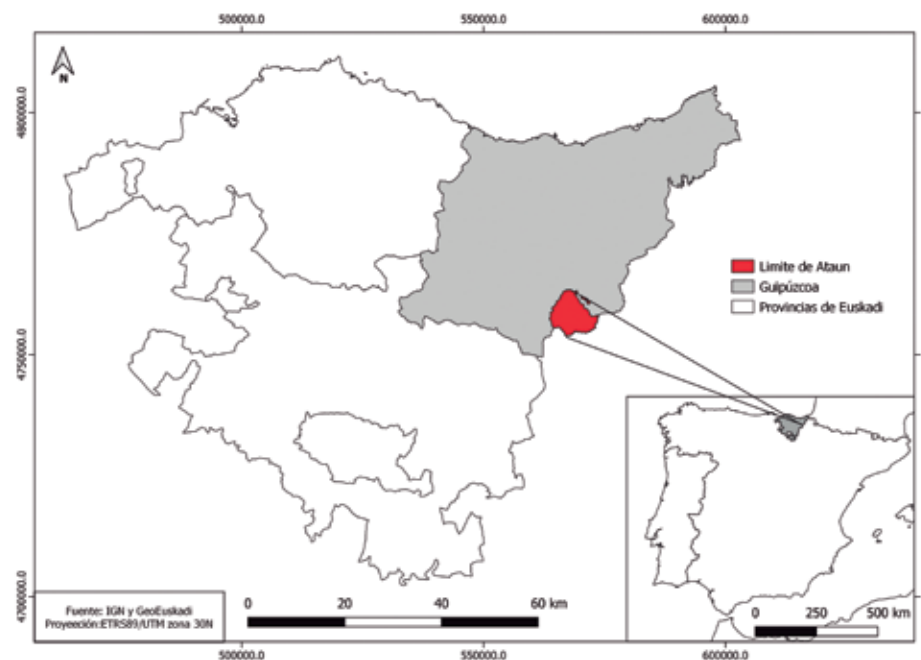 500000.0 550000.0 600000.0
N
4800000.0
4750000.0
4700000.0
Limite de Ataun
Guipúzcoa
Provincias de Euskadi
Fuente: IGN y GeoEuskadi
Proyeeción:ETRS89/UTM zona 30N
0 20 40 60 km
0 250 500 km
500000.0 550000.0 600000.0